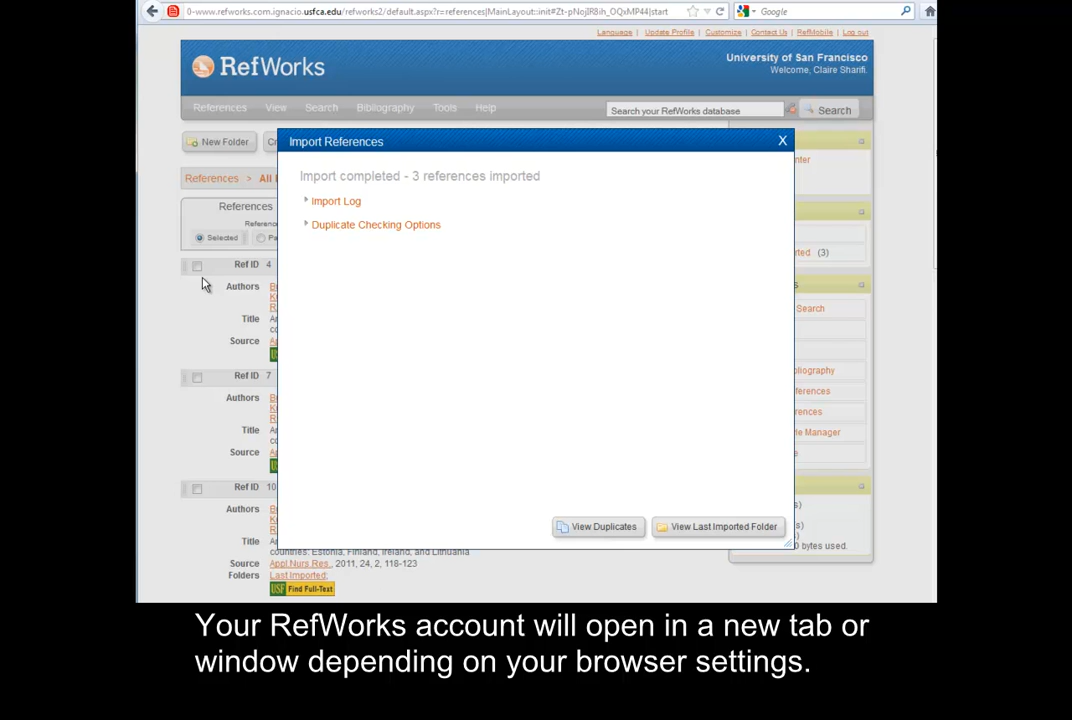 0-www.refworks.com.ignacio.usfca.edu/refworks2/default.aspx?r=references|MainLayout::init#Zt-pNojIR8ih_OQxMP44|start
Google
Language Update Profile Customize Contact Us RefMobile Log out
RefWorks
University of San Francisco
Welcome, Claire Sharifi.
References View Search Bibliography Tools Help
Search your RefWorks database
Search
New Folder
References > All
Import References X
Import completed - 3 references imported
Import Log
Duplicate Checking Options
References
Selected
Ref ID 4
Authors
Title
Source
Ref ID 7
Authors
Title
Source
Ref ID 10
Authors
Title
countries: Estonia, Finland, Ireland, and Lithuania
Source Appl.Nurs.Res., 2011, 24, 2, 118-123
Folders Last Imported;
USF Find Full-Text
(3)
Search
View Duplicates
View Last Imported Folder
bytes used.
Your RefWorks account will open in a new tab or
window depending on your browser settings.